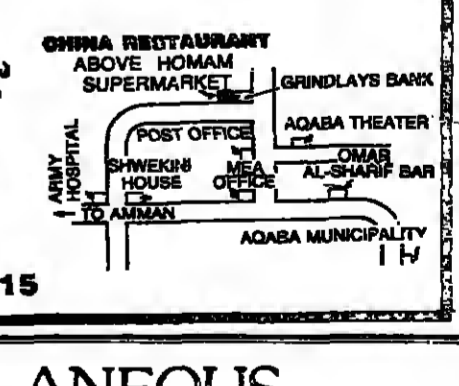 CHINA RESTAURANT
ABOVE HOMAM
SUPERMARKET
GRINDLAYS BANK
POST OFFICE
AQABA THEATER
ARMY
HOSPITAL
SHWEKINI
HOUSE
MEA
OFFICE
OMAR
AL-SHARIF BAR
TO AMMAN
AQABA MUNICIPALITY
15
ANEOUS